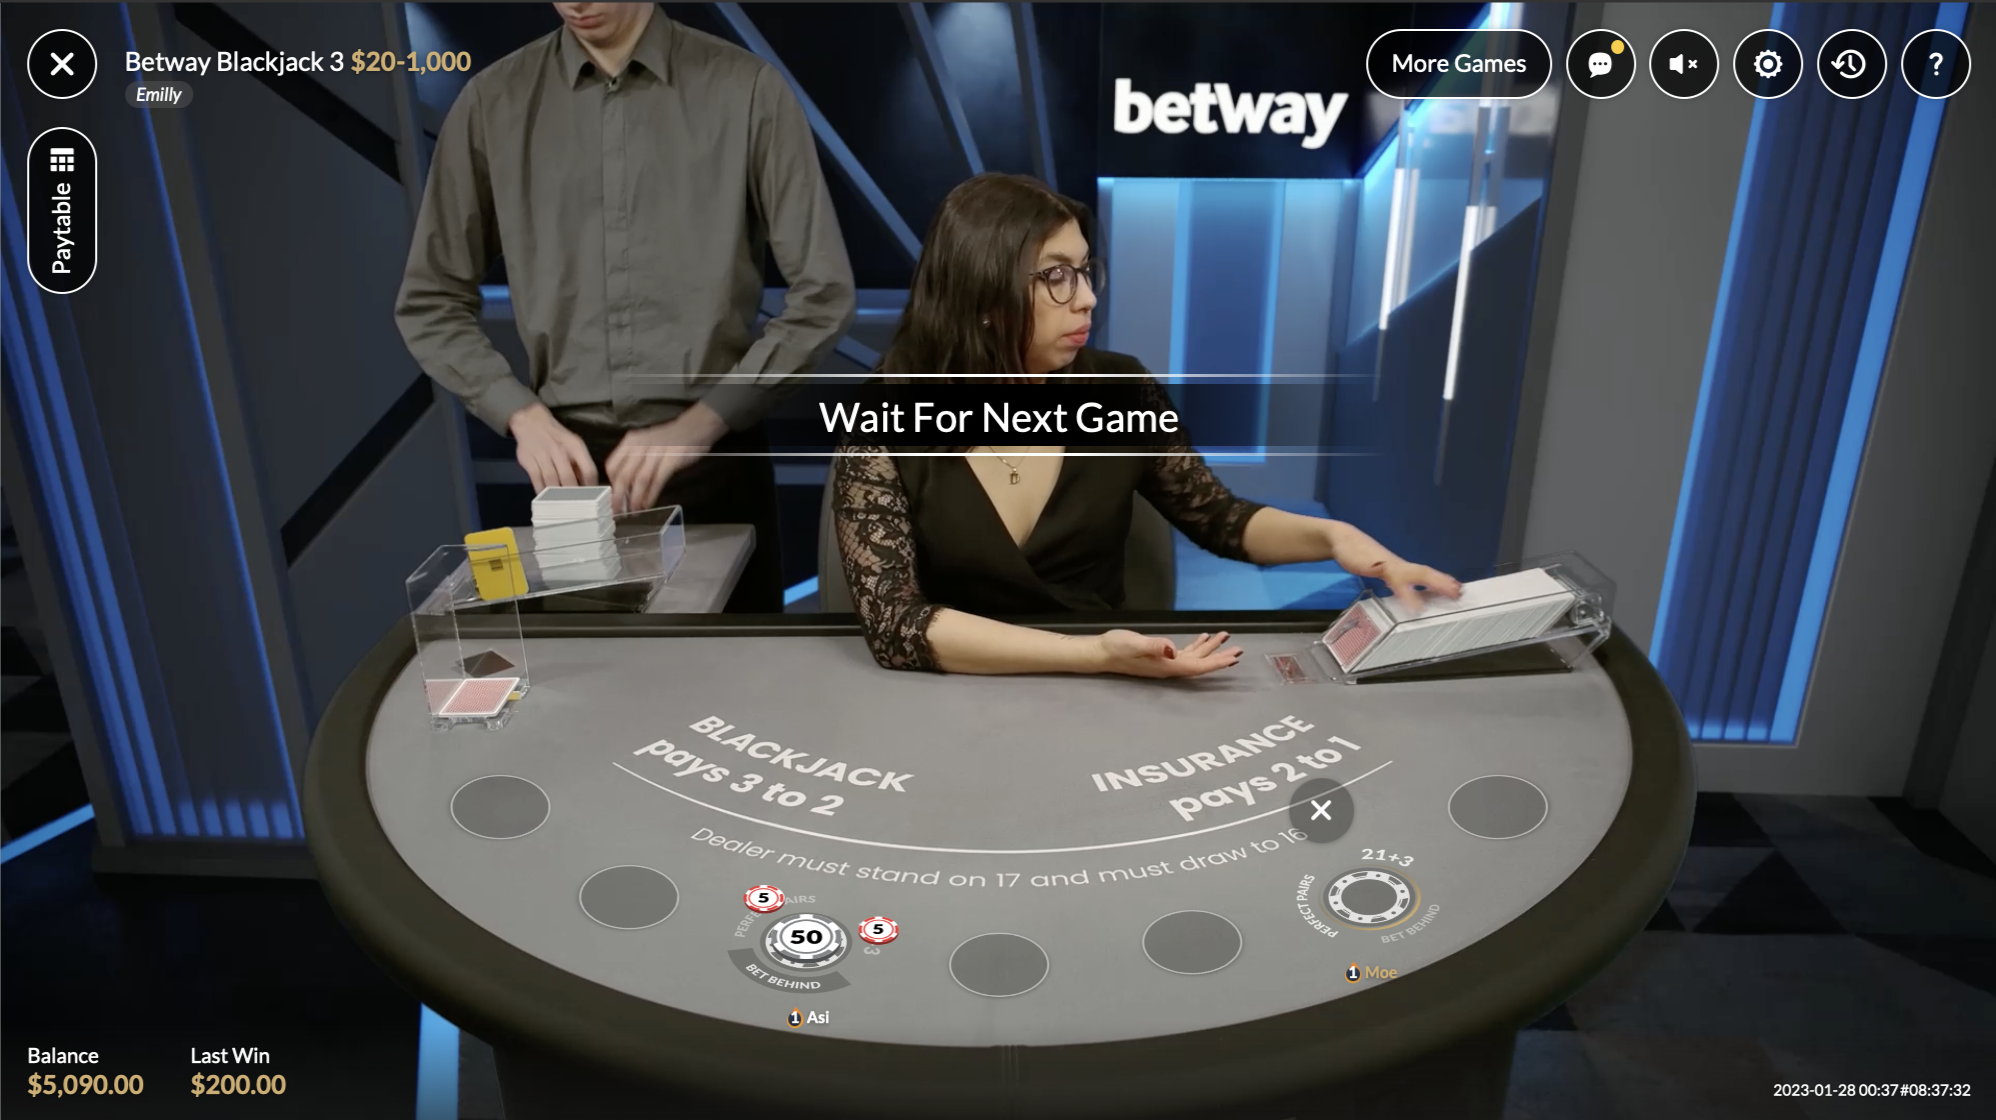 Betway Blackjack 3 $20-1,000
Emilly
More Games
?
Paytable
betway
Wait For Next Game
BLACKJACK
pays 3 to 2
INSURANCE
pays 2 to 1
Dealer must stand on 17 and must draw to 16
21+3
PERFECT PAIRS
BET BEHIND
1 Moe
5
AIRS
PERFE
50
5
3
BET BEHIND
1 Asi
Balance
$5,090.00
Last Win
$200.00
2023-01-28 00:37#08:37:32